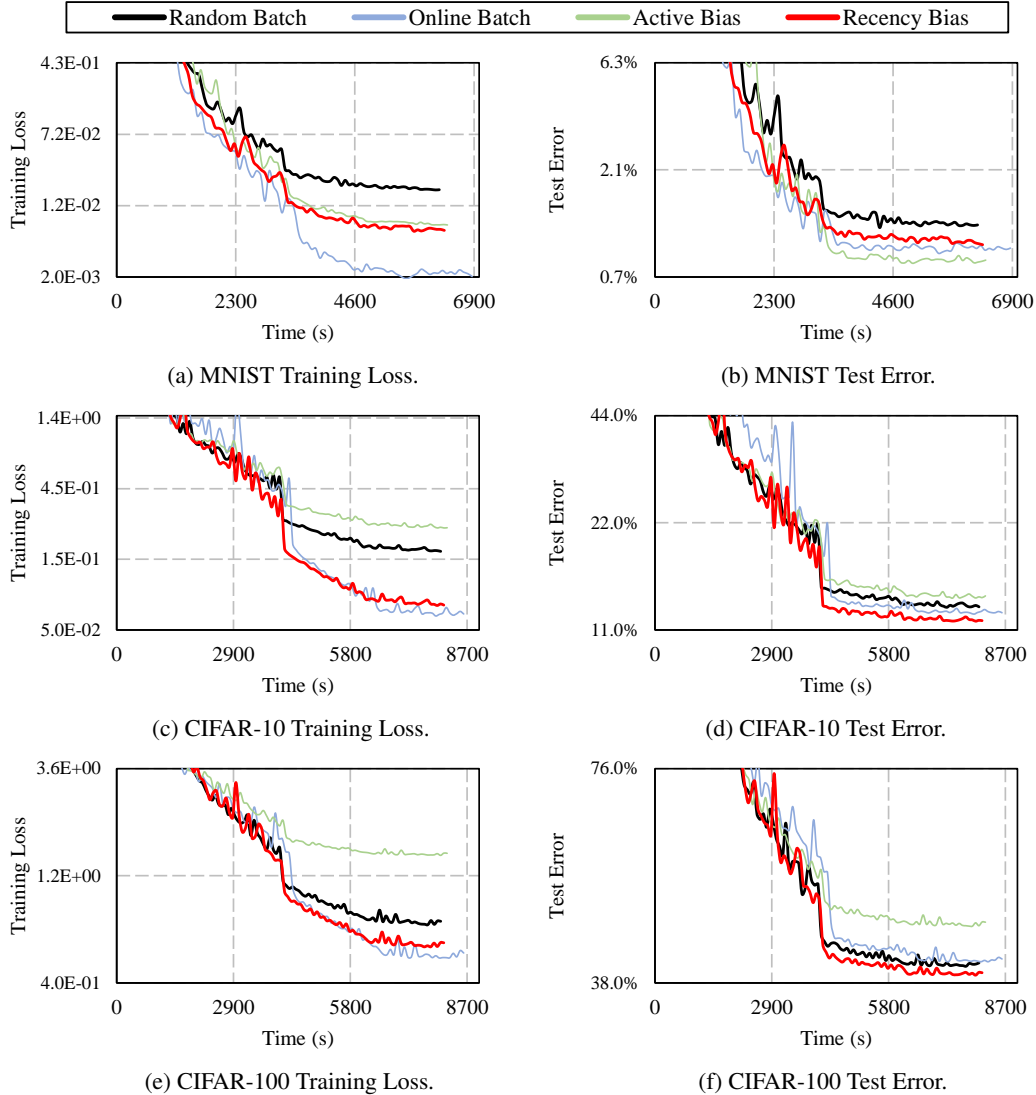 Random Batch Online Batch Active Bias Recency Bias
4.3E-01
7.2E-02
1.2E-02
2.0E-03
Training Loss
0 2300 4600 6900
Time (s)
(a) MNIST Training Loss.
6.3%
2.1%
0.7%
Test Error
0 2300 4600 6900
Time (s)
(b) MNIST Test Error.
1.4E+00
4.5E-01
1.5E-01
5.0E-02
Training Loss
0 2900 5800 8700
Time (s)
(c) CIFAR-10 Training Loss.
44.0%
22.0%
11.0%
Test Error
0 2900 5800 8700
Time (s)
(d) CIFAR-10 Test Error.
3.6E+00
1.2E+00
4.0E-01
Training Loss
0 2900 5800 8700
Time (s)
(e) CIFAR-100 Training Loss.
76.0%
38.0%
Test Error
0 2900 5800 8700
Time (s)
(f) CIFAR-100 Test Error.